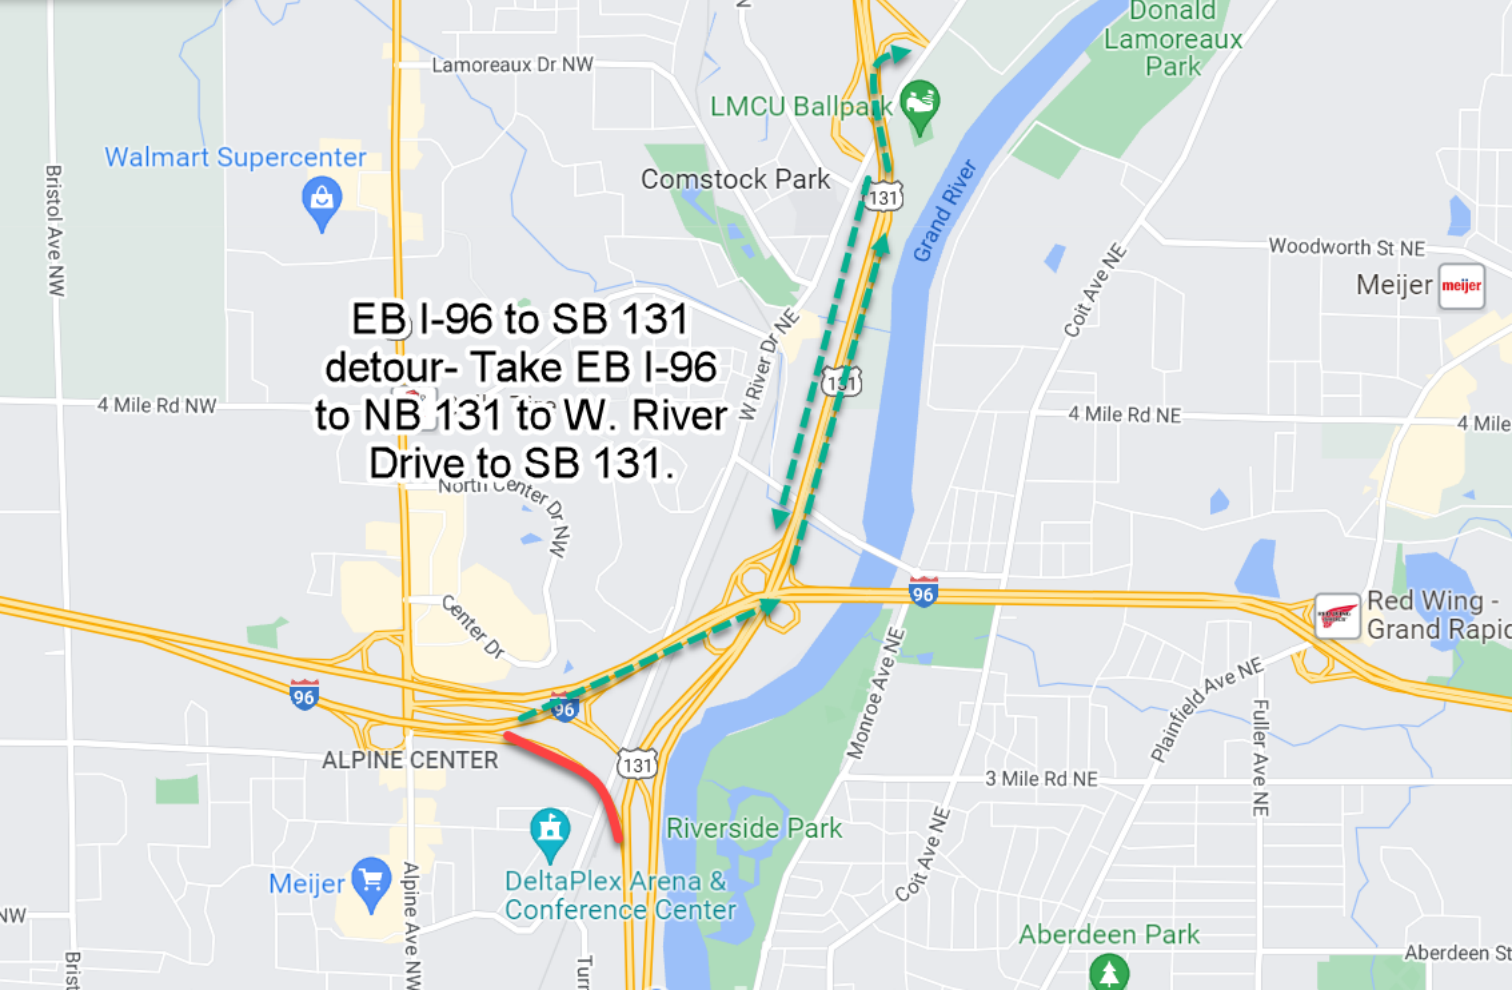 Donald
Lamoreaux
Park
Lamoreaux Dr NW
LMCU Ballpark
Walmart Supercenter
Bristol Ave NW
Comstock Park
131
Grand River
Woodworth St NE
Meijer
meijer
Coit Ave NE
EB I-96 to SB 131
detour- Take EB I-96
to NB 131 to W. River
Drive to SB 131.
W River Dr NE
131
4 Mile Rd NW
4 Mile Rd NE
4 Mile
North Center Dr NW
Center Dr
96
Red Wing -
Grand Rapid
Monroe Ave NE
Plainfield Ave NE
Fuller Ave NE
96
96
ALPINE CENTER
131
3 Mile Rd NE
Riverside Park
Coit Ave NE
DeltaPlex Arena &
Conference Center
Meijer
Alpine Ave NW
NW
Brist
Turn
Aberdeen Park
Aberdeen St